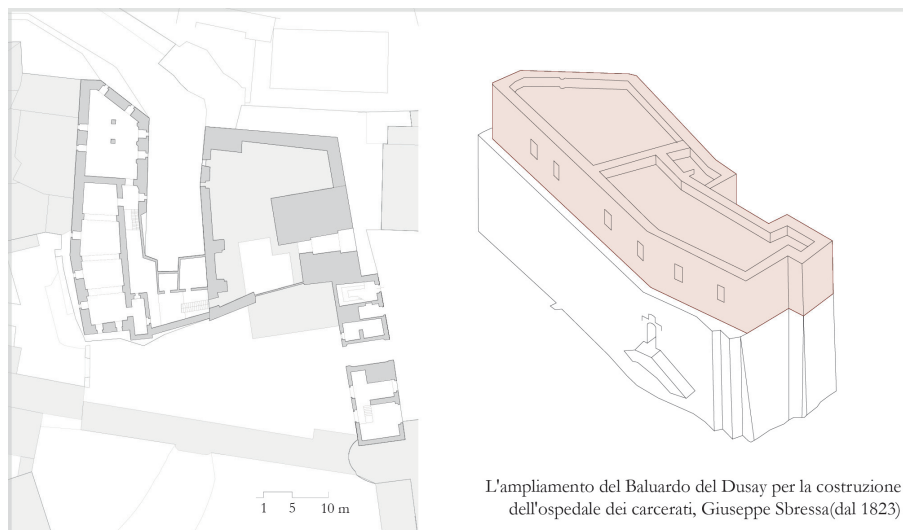 1 5 10 m
L'ampliamento del Baluardo del Dusay per la costruzione
dell'ospedale dei carcerati, Giuseppe Sbressa(dal 1823)